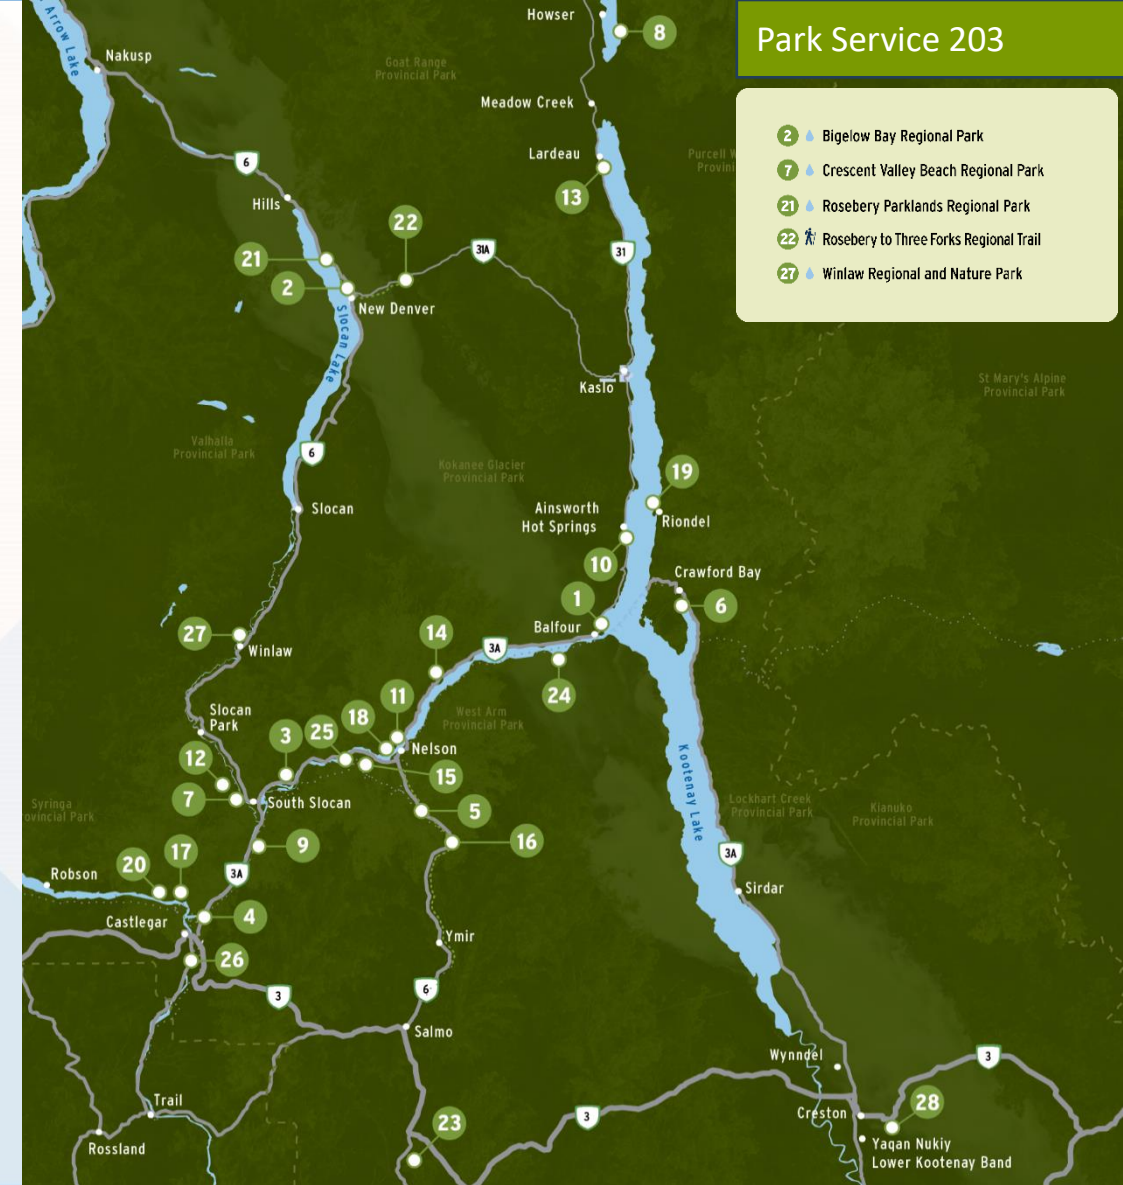 Park Service 203
2 Bigelow Bay Regional Park
7 Crescent Valley Beach Regional Park
21 Rosebery Parklands Regional Park
22 Rosebery to Three Forks Regional Trail
27 Winlaw Regional and Nature Park
Arrow Lake
Nakusp
Goat Range
Provincial Park
Howser
8
Meadow Creek
Lardeau
Purcell
13
6
Hills
22
31A
31
21
2
New Denver
Slocan Lake
Kaslo
St Mary's Alpine
Provincial Park
Valhalla
Provincial Park
6
Kokanee Glacier
Provincial Park
19
Slocan
Ainsworth
Hot Springs
Riondel
10
Crawford Bay
1
6
Balfour
27
Winlaw
14
3A
24
11
Slocan
Park
West Arm
Provincial Park
3
25
18
Nelson
12
15
7
South Slocan
5
Kootenay Lake
Lockhart Creek
Provincial Park
Kianuko
Provincial Park
Syringa
ovincial Park
9
16
20
17
3A
Robson
3A
Sirdar
Castlegar
4
Ymir
26
3
6
Salmo
Wynndel
3
Trail
3
Creston
28
Rossland
23
Yaqan Nukiy
Lower Kootenay Band